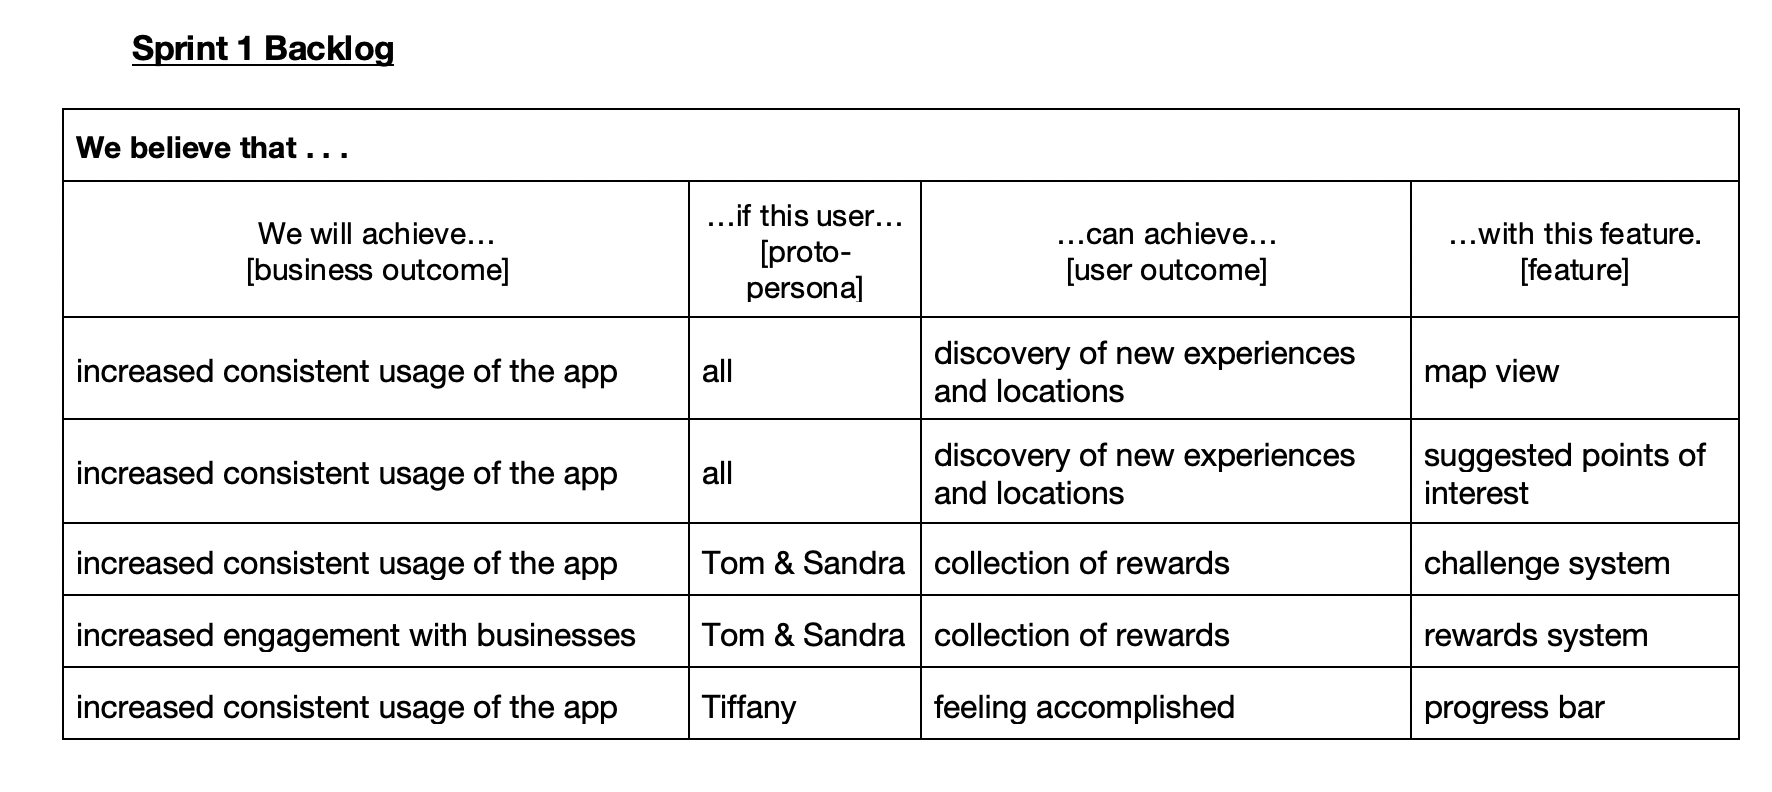 Sprint 1 Backlog
We believe that . . .
We will achieve…
[business outcome]
…if this user…
[proto-
persona]
…can achieve…
[user outcome]
…with this feature.
[feature]
increased consistent usage of the app
all
discovery of new experiences
and locations
map view
increased consistent usage of the app
all
discovery of new experiences
and locations
suggested points of
interest
increased consistent usage of the app
Tom & Sandra
collection of rewards
challenge system
increased engagement with businesses
Tom & Sandra
collection of rewards
rewards system
increased consistent usage of the app
Tiffany
feeling accomplished
progress bar